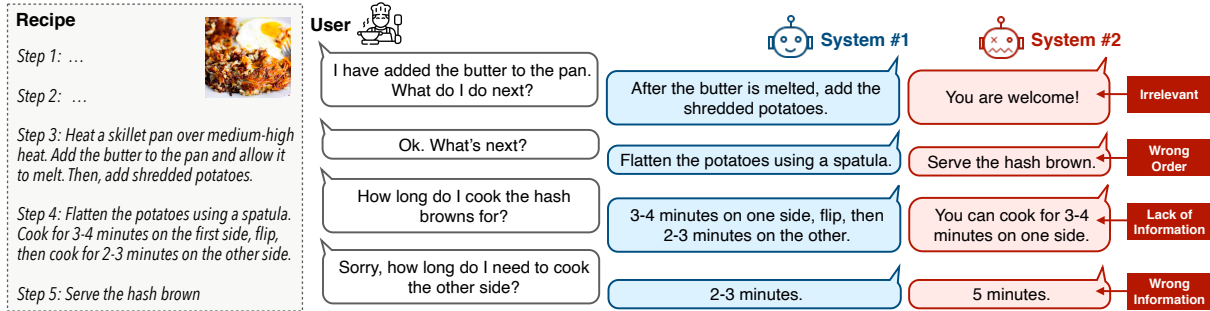 Recipe
Step 1: ...
Step 2: ...
Step 3: Heat a skillet pan over medium-high
heat. Add the butter to the pan and allow it
to melt. Then, add shredded potatoes.
Step 4: Flatten the potatoes using a spatula.
Cook for 3-4 minutes on the first side, flip,
then cook for 2-3 minutes on the other side.
Step 5: Serve the hash brown
User
System #1
System #2
I have added the butter to the pan.
What do I do next?
After the butter is melted, add the
shredded potatoes.
You are welcome!
Irrelevant
Ok. What's next?
Flatten the potatoes using a spatula.
Serve the hash brown.
Wrong
Order
How long do I cook the hash
browns for?
3-4 minutes on one side, flip, then
2-3 minutes on the other.
You can cook for 3-4
minutes on one side.
Lack of
Information
Sorry, how long do I need to cook
the other side?
2-3 minutes.
5 minutes.
Wrong
Information